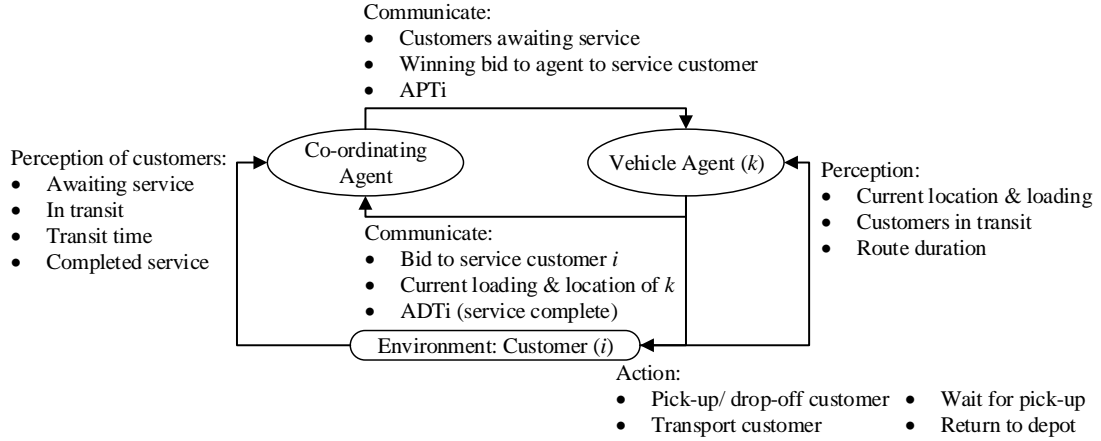 Communicate:
• Customers awaiting service
• Winning bid to agent to service customer
• APTi
Co-ordinating
Agent
Vehicle Agent (k)
Perception of customers:
• Awaiting service
• In transit
• Transit time
• Completed service
Perception:
• Current location & loading
• Customers in transit
• Route duration
Communicate:
• Bid to service customer i
• Current loading & location of k
• ADTi (service complete)
Environment: Customer (i)
Action:
• Pick-up/ drop-off customer
• Transport customer
• Wait for pick-up
• Return to depot